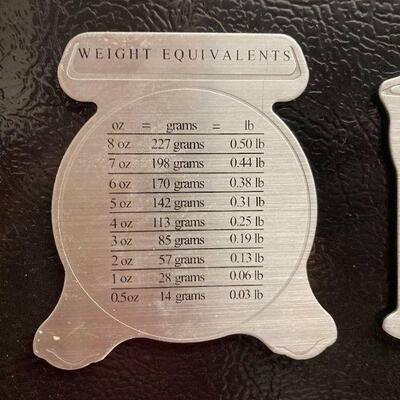 WEIGHT EQUIVALENTS
oz = grams = lb
8 oz 227 grams 0.50 lb
7 oz 198 grams 0.44 lb
6 oz 170 grams 0.38 lb
5 oz 142 grams 0.31 lb
4 oz 113 grams 0.25 lb
3 oz 85 grams 0.19 lb
2 oz 57 grams 0.13 lb
1 oz 28 grams 0.06 lb
0.5oz 14 grams 0.03 lb